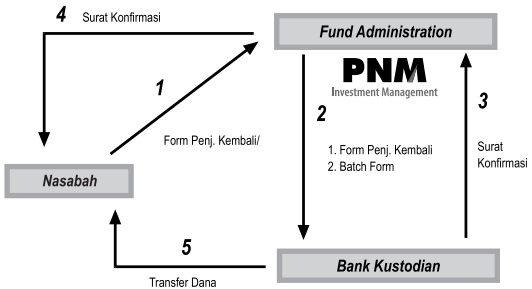 4 Surat Konfirmasi
Fund Administration
PNM
Investment Management
1
Form Penj. Kembali/
2
1. Form Penj. Kembali
2. Batch Form
3
Surat
Konfirmasi
Nasabah
5
Transfer Dana
Bank Kustodian